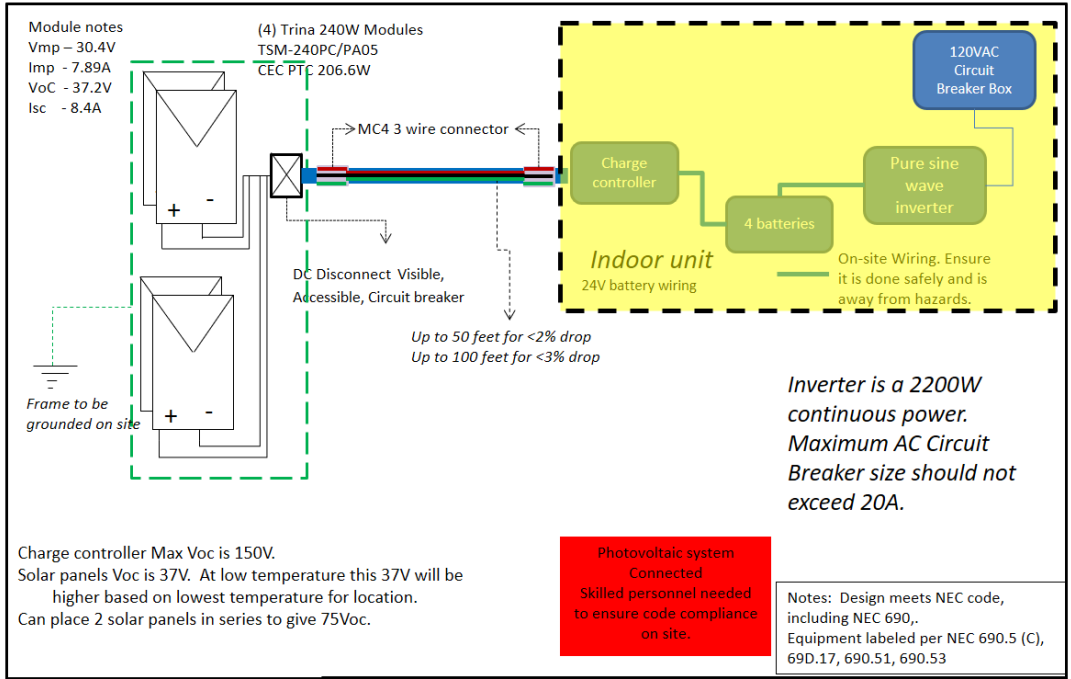 Module notes
Vmp – 30.4V
Imp - 7.89A
VoC - 37.2V
Isc - 8.4A
(4) Trina 240W Modules
TSM-240PC/PA05
CEC PTC 206.6W
+ -
+ -
MC4 3 wire connector
DC Disconnect Visible,
Accessible, Circuit breaker
Up to 50 feet for <2% drop
Up to 100 feet for <3% drop
Frame to be
grounded on site
120VAC
Circuit
Breaker Box
Charge
controller
Pure sine
wave
inverter
4 batteries
Indoor unit
24V battery wiring
On-site Wiring. Ensure
it is done safely and is
away from hazards.
Inverter is a 2200W
continuous power.
Maximum AC Circuit
Breaker size should not
exceed 20A.
Charge controller Max Voc is 150V.
Solar panels Voc is 37V. At low temperature this 37V will be
higher based on lowest temperature for location.
Can place 2 solar panels in series to give 75Voc.
Photovoltaic system
Connected
Skilled personnel needed
to ensure code compliance
on site.
Notes: Design meets NEC code,
including NEC 690,.
Equipment labeled per NEC 690.5 (C),
69D.17, 690.51, 690.53